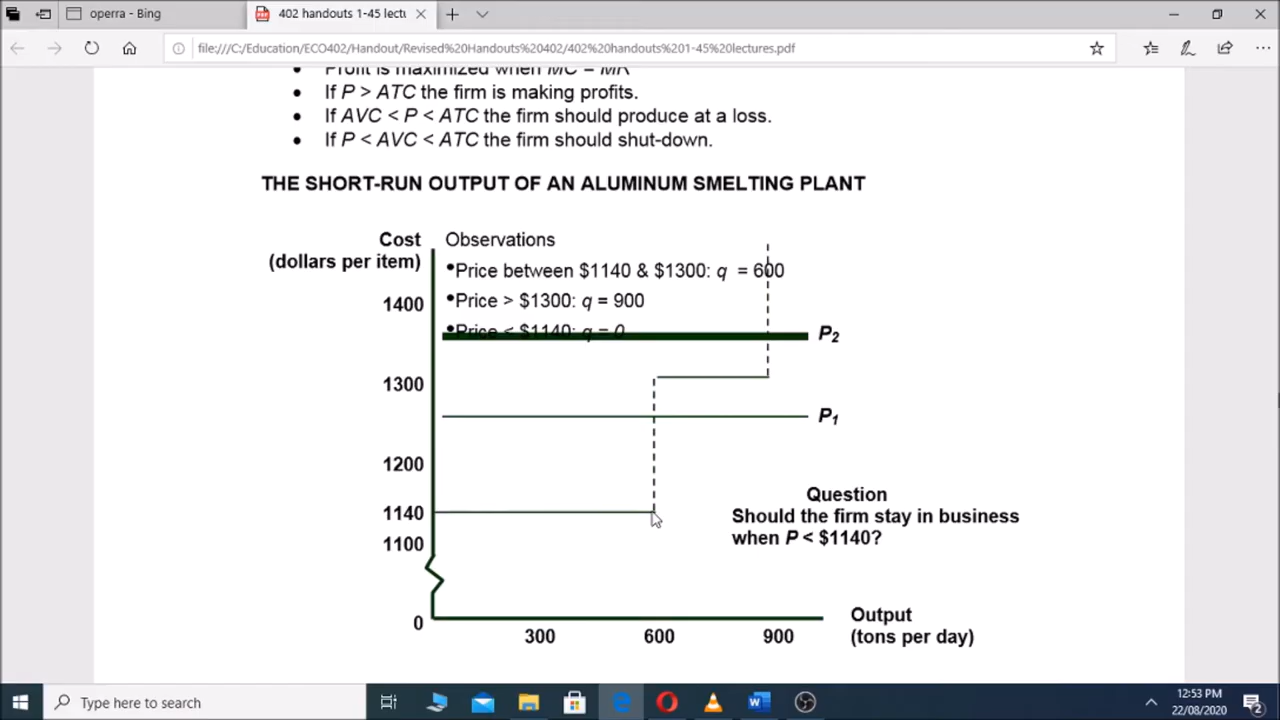 operra - Bing
402 handouts 1-45 lectu
file:///C:/Education/ECO402/Handout/Revised%20Handouts%20402/402%20handouts%201-45%20lectures.pdf
• Profit is maximized when MC = MR
• If P > ATC the firm is making profits.
• If AVC < P < ATC the firm should produce at a loss.
• If P < AVC < ATC the firm should shut-down.
THE SHORT-RUN OUTPUT OF AN ALUMINUM SMELTING PLANT
Cost
(dollars per item)
Observations
•Price between $1140 & $1300: q = 600
•Price > $1300: q = 900
•Price < $1140: q = 0
1400
P2
1300
P1
1200
1140
1100
Question
Should the firm stay in business
when P < $1140?
0
300
600
900
Output
(tons per day)
Type here to search
12:53 PM
22/08/2020
2